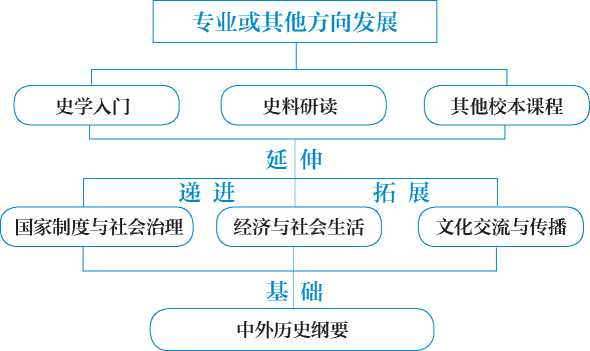 专业或其他方向发展
史学入门
史料研读
其他校本课程
延 伸
递 进
拓 展
国家制度与社会治理
经济与社会生活
文化交流与传播
基 础
中外历史纲要